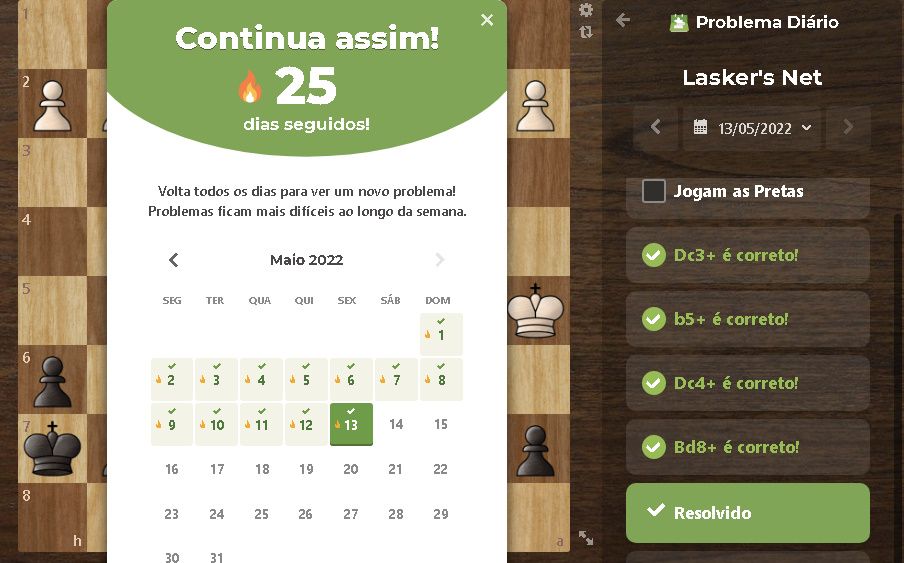 Continua assim!
25
dias seguidos!
Volta todos os dias para ver um novo problema!
Problemas ficam mais difíceis ao longo da semana.
Maio 2022
SEG TER QUA QUI SEX SÁB DOM
1
2 3 4 5 6 7 8
9 10 11 12 13 14 15
16 17 18 19 20 21 22
23 24 25 26 27 28 29
30 31
1
2
3
4
5
6
7
8
h
a
Problema Diário
Lasker's Net
13/05/2022
Jogam as Pretas
Dc3+ é correto!
b5+ é correto!
Dc4+ é correto!
Bd8+ é correto!
Resolvido